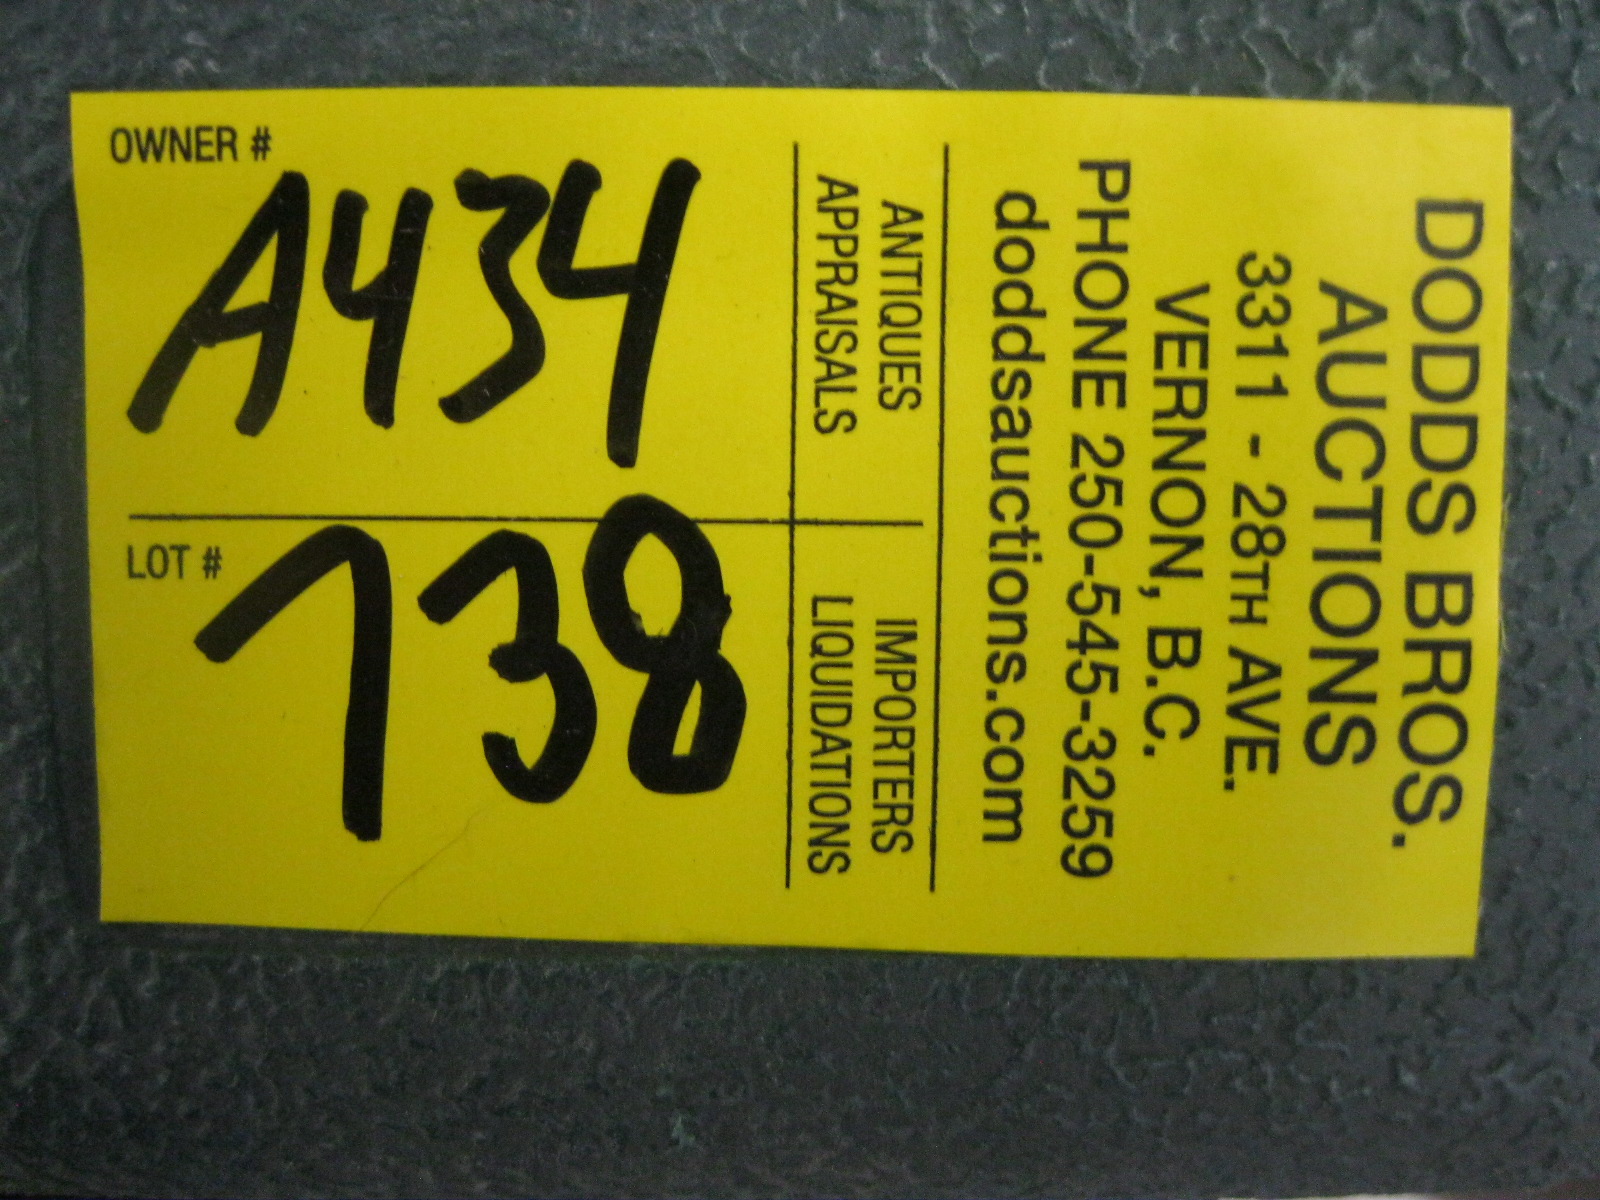 DODDS BROS.
AUCTIONS
3311 - 28TH AVE.
VERNON, B.C.
PHONE 250-545-3259
doddsauctions.com
ANTIQUES
APPRAISALS
IMPORTERS
LIQUIDATIONS
OWNER #
A434
LOT #
738